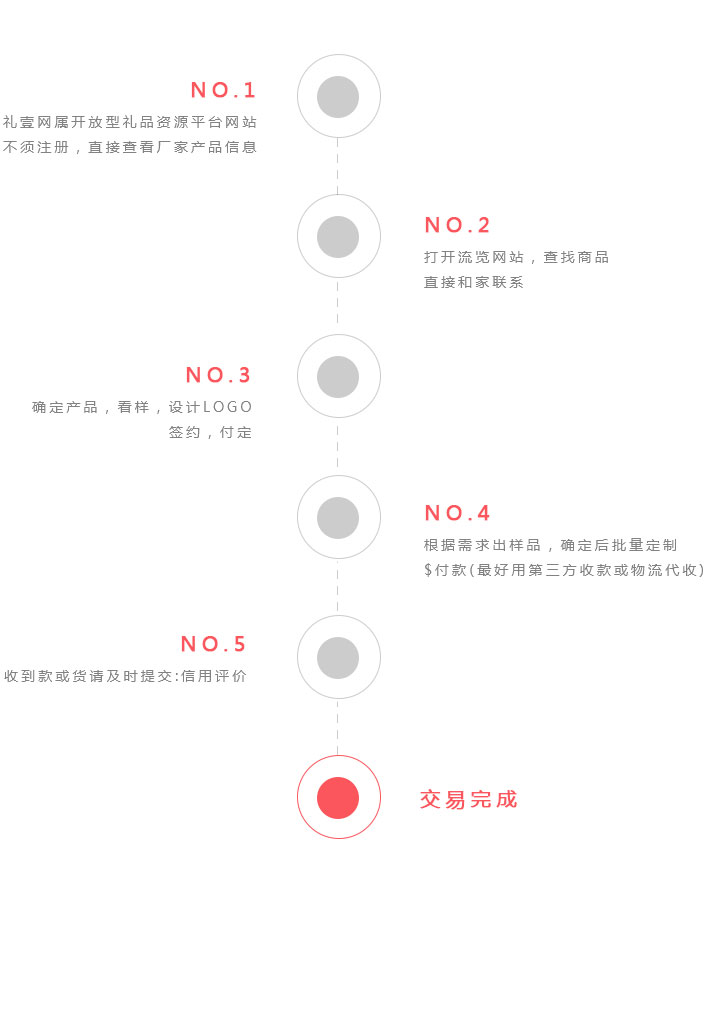 NO.1
礼壹网属开放型礼品资源平台网站
不须注册，直接查看厂家产品信息
NO.2
打开流览网站，查找商品
直接和家联系
NO.3
确定产品，看样，设计LOGO
签约，付定
NO.4
根据需求出样品，确定后批量定制
$付款(最好用第三方收款或物流代收)
NO.5
收到款或货请及时提交:信用评价
交易完成